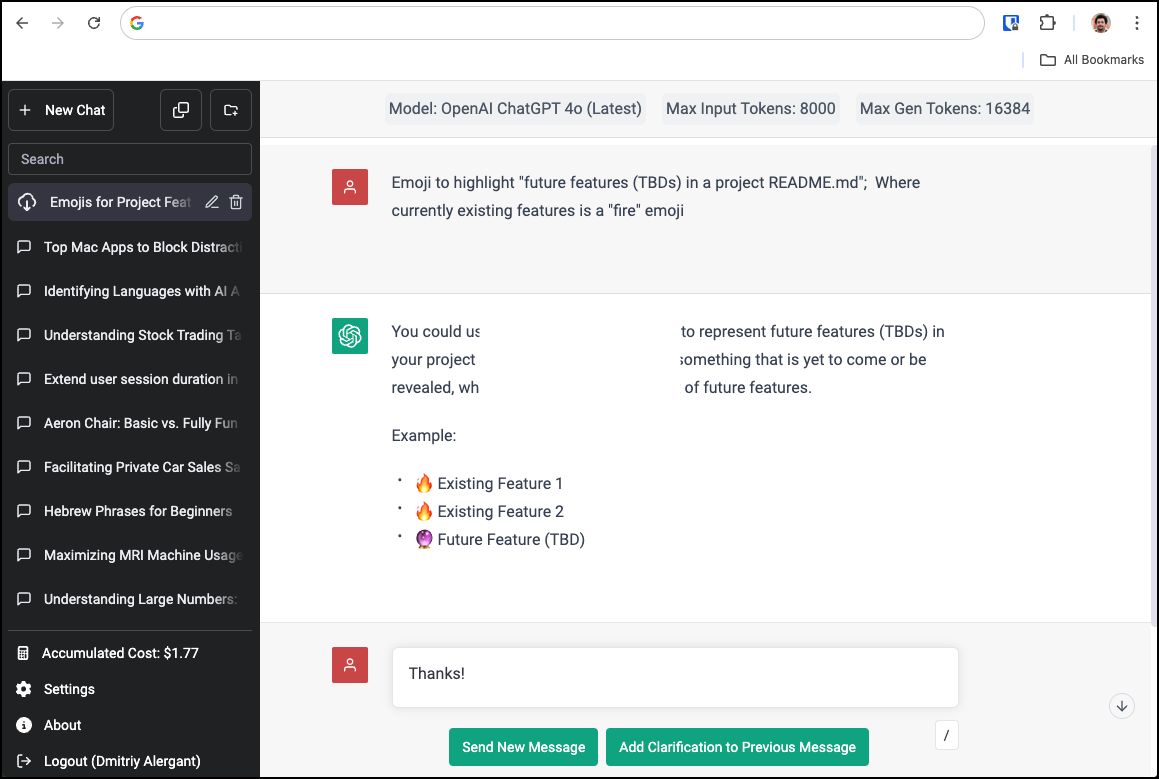 All Bookmarks
New Chat
Search
Emojis for Project Feat
Top Mac Apps to Block Distracti
Identifying Languages with AI A
Understanding Stock Trading Ta
Extend user session duration in
Aeron Chair: Basic vs. Fully Fun
Facilitating Private Car Sales Sa
Hebrew Phrases for Beginners
Maximizing MRI Machine Usage
Understanding Large Numbers:
Accumulated Cost: $1.77
Settings
About
Logout (Dmitriy Alergant)
Model: OpenAI ChatGPT 4o (Latest) Max Input Tokens: 8000 Max Gen Tokens: 16384
Emoji to highlight "future features (TBDs) in a project README.md"; Where
currently existing features is a "fire" emoji
You could us to represent future features (TBDs) in
your project something that is yet to come or be
revealed, wh of future features.
Example:
• 🔥 Existing Feature 1
• 🔥 Existing Feature 2
• 🔮 Future Feature (TBD)
Thanks!
/
Send New Message Add Clarification to Previous Message